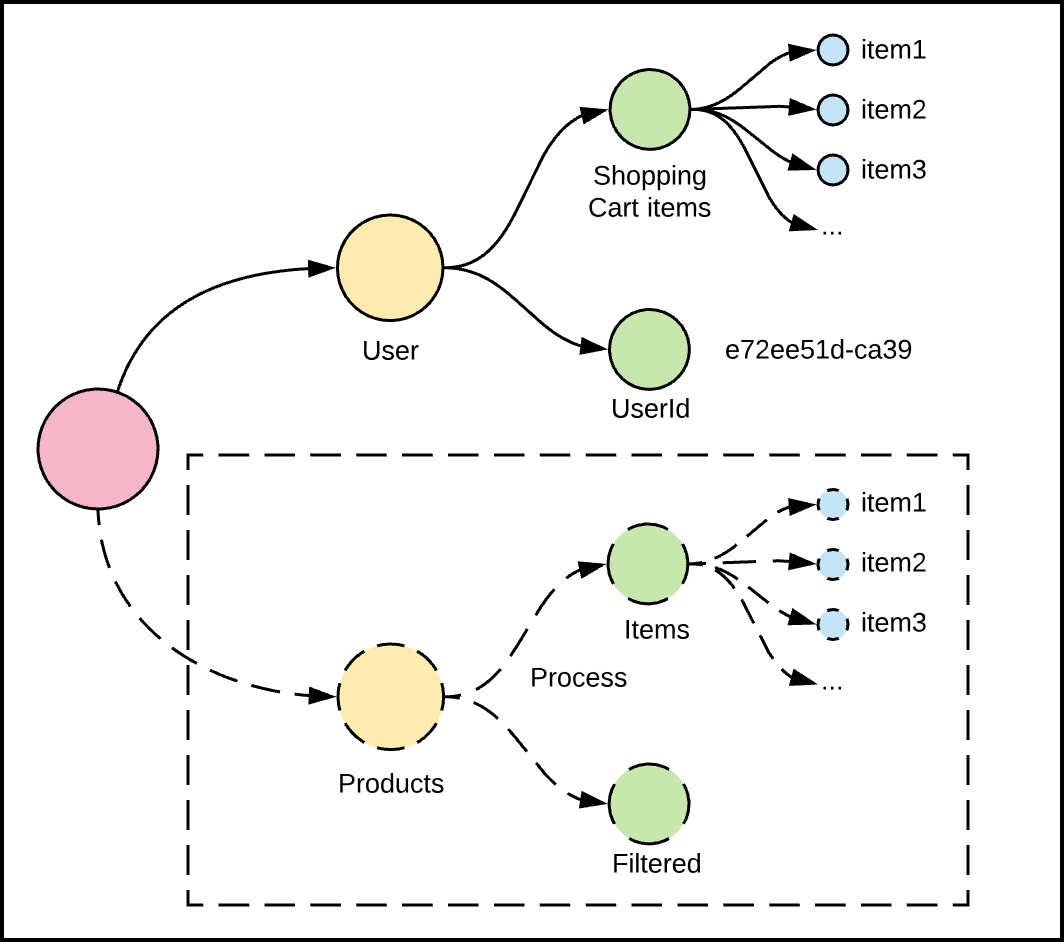 item1
item2
item3
...
Shopping
Cart items
User
e72ee51d-ca39
UserId
item1
item2
item3
...
Items
Process
Products
Filtered